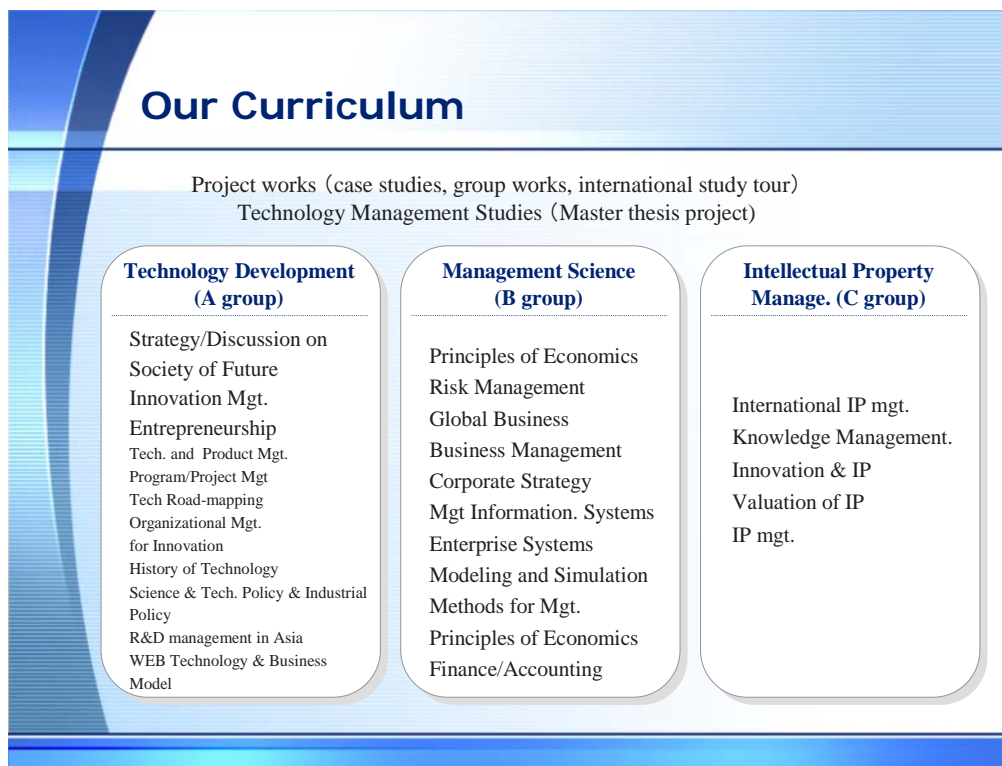 Our Curriculum
Project works（case studies, group works, international study tour）
Technology Management Studies（Master thesis project)
Technology Development
(A group)
Strategy/Discussion on
Society of Future
Innovation Mgt.
Entrepreneurship
Tech. and Product Mgt.
Program/Project Mgt
Tech Road-mapping
Organizational Mgt.
for Innovation
History of Technology
Science & Tech. Policy & Industrial
Policy
R&D management in Asia
WEB Technology & Business
Model
Management Science
(B group)
Principles of Economics
Risk Management
Global Business
Business Management
Corporate Strategy
Mgt Information. Systems
Enterprise Systems
Modeling and Simulation
Methods for Mgt.
Principles of Economics
Finance/Accounting
Intellectual Property
Manage. (C group)
International IP mgt.
Knowledge Management.
Innovation & IP
Valuation of IP
IP mgt.